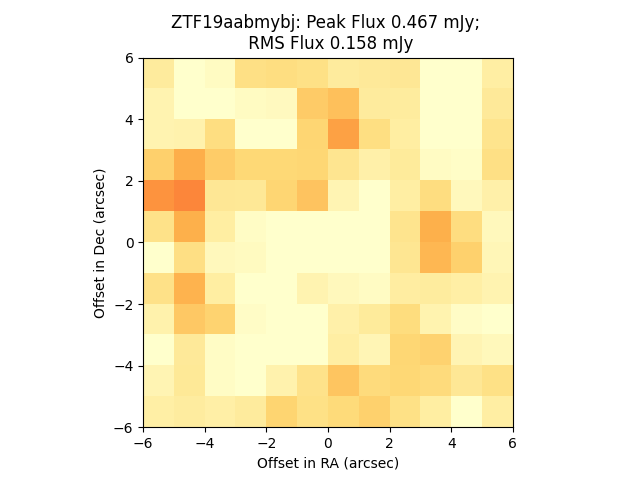 ZTF19aabmybj: Peak Flux 0.467 mJy;
RMS Flux 0.158 mJy
6
4
2
0
−2
−4
−6
Offset in Dec (arcsec)
−6 −4 −2 0 2 4 6
Offset in RA (arcsec)